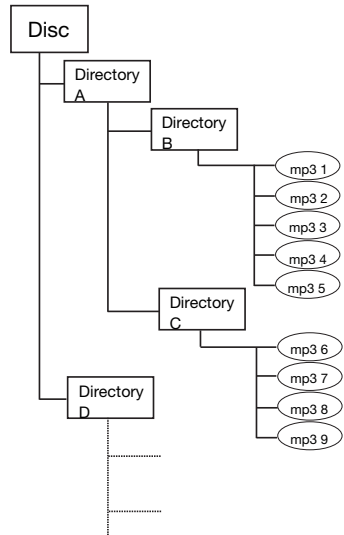 Disc
Directory
A
Directory
B
mp3 1
mp3 2
mp3 3
mp3 4
mp3 5
Directory
C
mp3 6
mp3 7
mp3 8
mp3 9
Directory
D